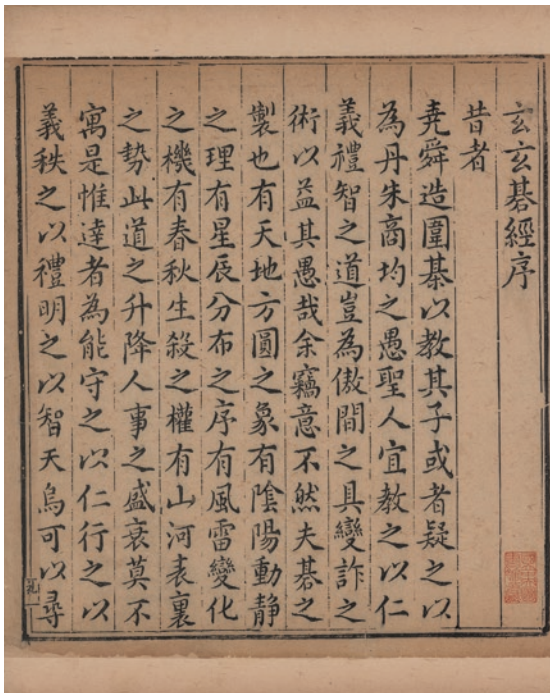 玄玄碁經序
昔者
堯舜造圍棊以教其子或者疑之以
為丹朱商均之愚聖人宜教之以仁
義禮智之道豈為傲閒之具變詐之
術以益其愚哉余竊意不然夫碁之
製也有天地方圓之象有陰陽動靜
之理有星辰分布之序有風雷變化
之機有春秋生殺之權有山河表裏
之勢此道之升降人事之盛衰莫不
寓是惟達者為能守之以仁行之以
義秩之以禮明之以智夫烏可以尋